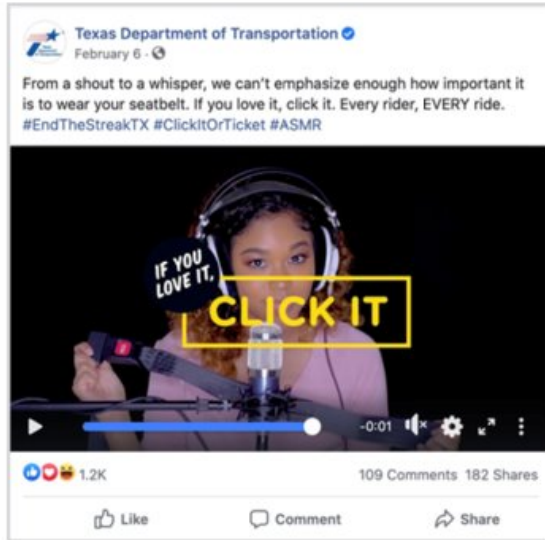 Texas Department of Transportation
February 6 ·
From a shout to a whisper, we can't emphasize enough how important it
is to wear your seatbelt. If you love it, click it. Every rider, EVERY ride.
#EndTheStreakTX #ClickItOrTicket #ASMR
IF YOU
LOVE IT,
CLICK IT
-0:01
1.2K
109 Comments 182 Shares
Like Comment Share